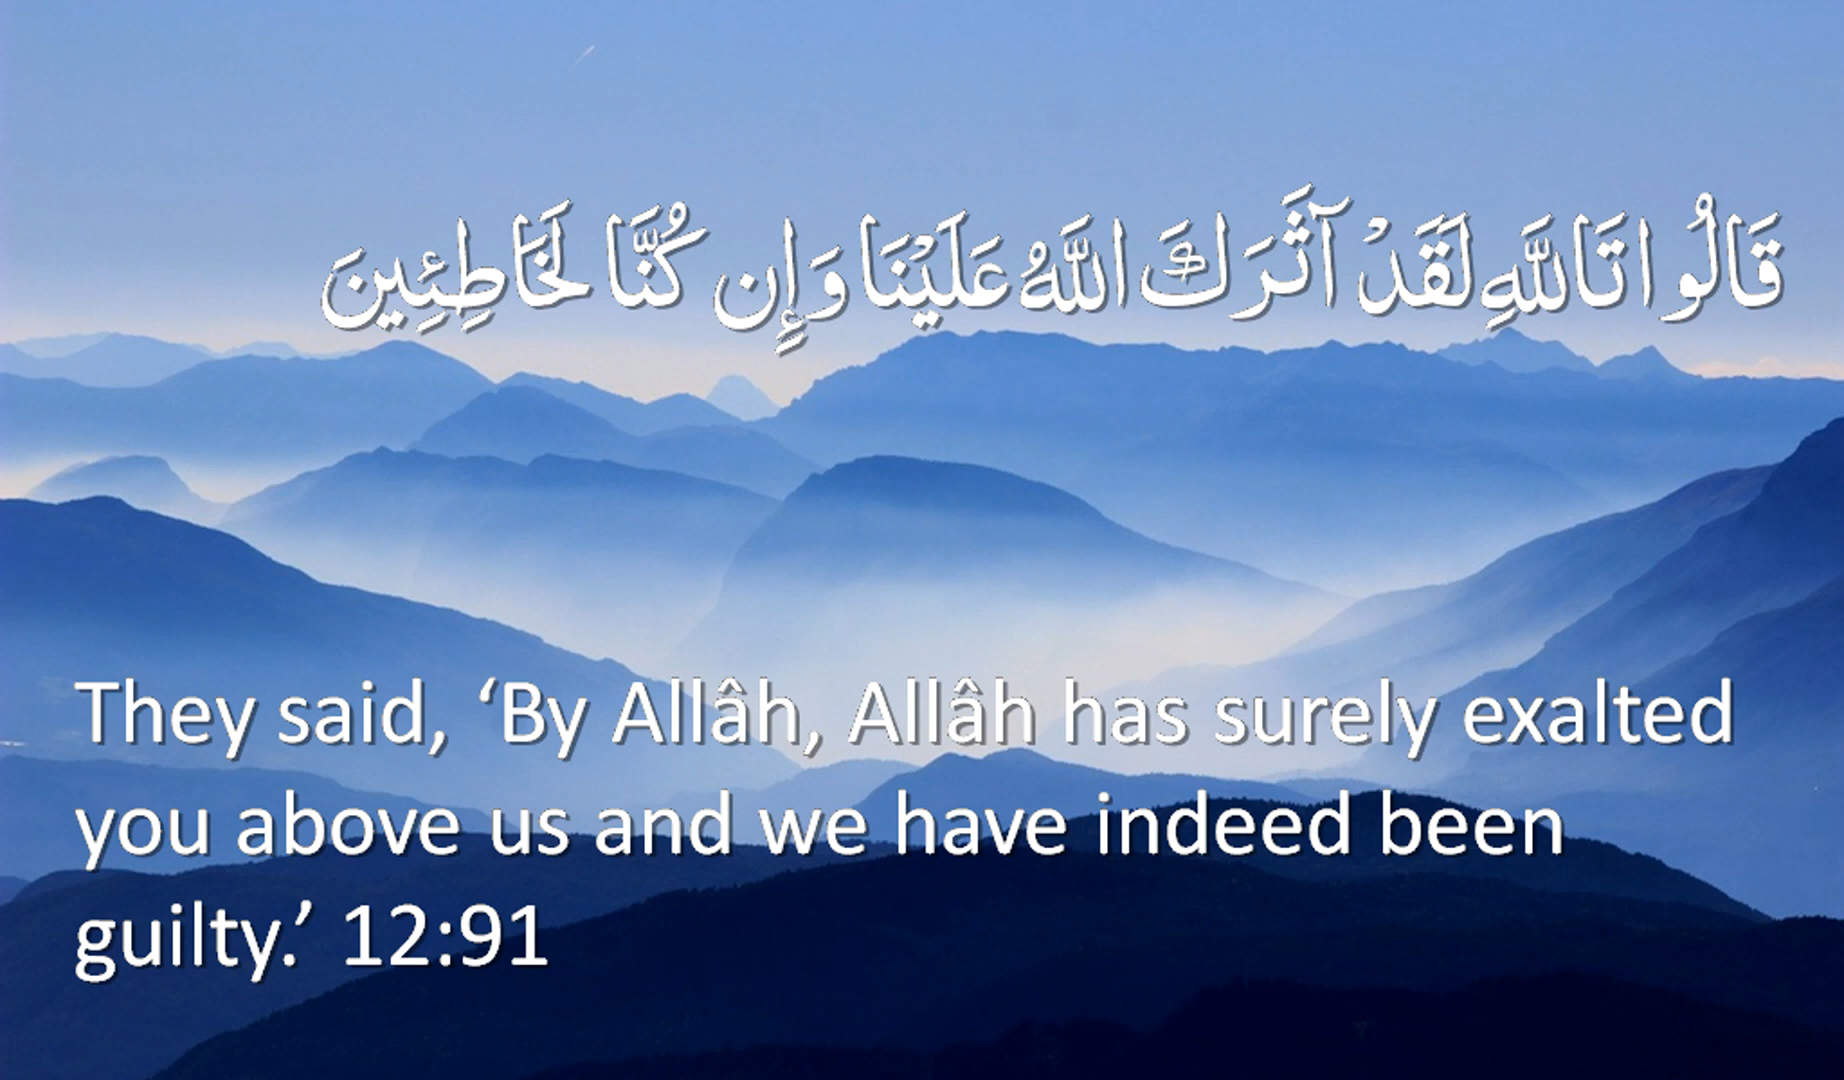 قَالُوا تَاللَّهِ لَقَدْ آثَرَكَ اللَّهُ عَلَيْنَا وَإِن كُنَّا لَخَاطِئِينَ
They said, ‘By Allâh, Allâh has surely exalted
you above us and we have indeed been
guilty.’ 12:91